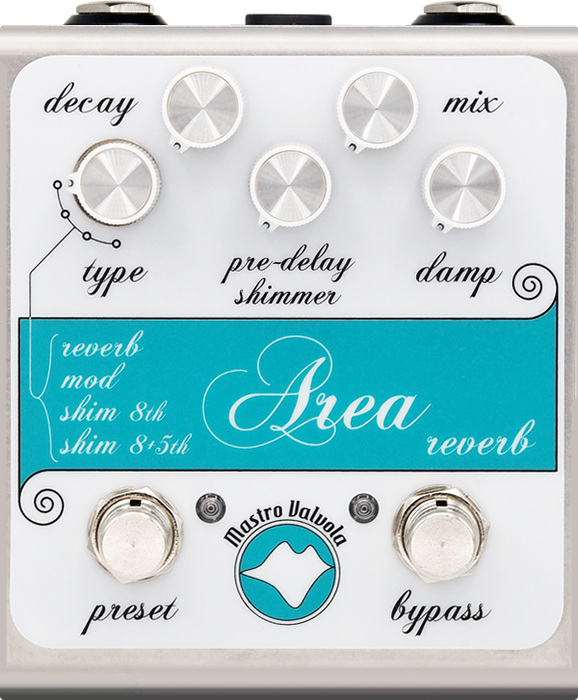 decay
mix
type
pre-delay
shimmer
damp
reverb
mod
shim 8th
shim 8+5th
Area
reverb
Mastro Valvola
preset
bypass